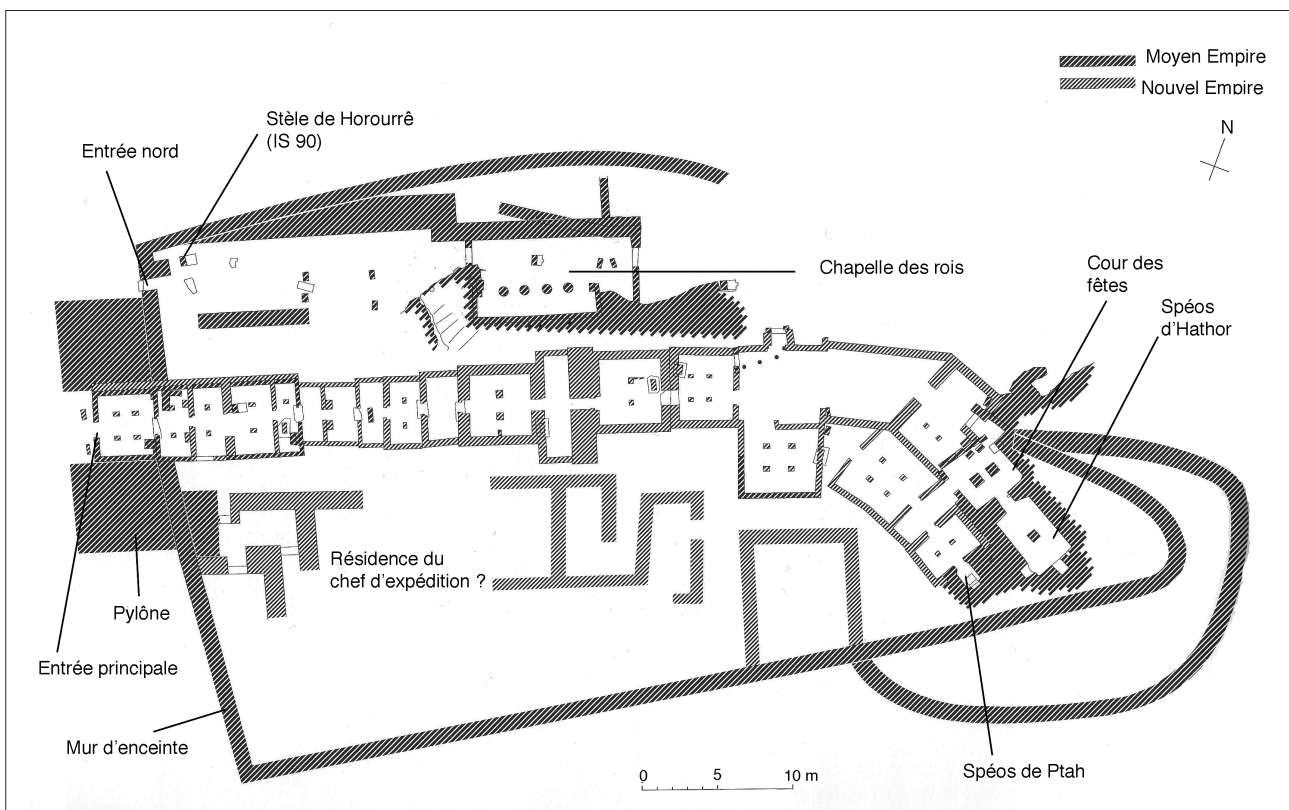 Moyen Empire
Nouvel Empire
N
Stèle de Horourrê
(IS 90)
Entrée nord
Chapelle des rois
Cour des
fêtes
Spéos
d'Hathor
Résidence du
chef d'expédition ?
Pylône
Entrée principale
Mur d'enceinte
0 5 10 m
Spéos de Ptah